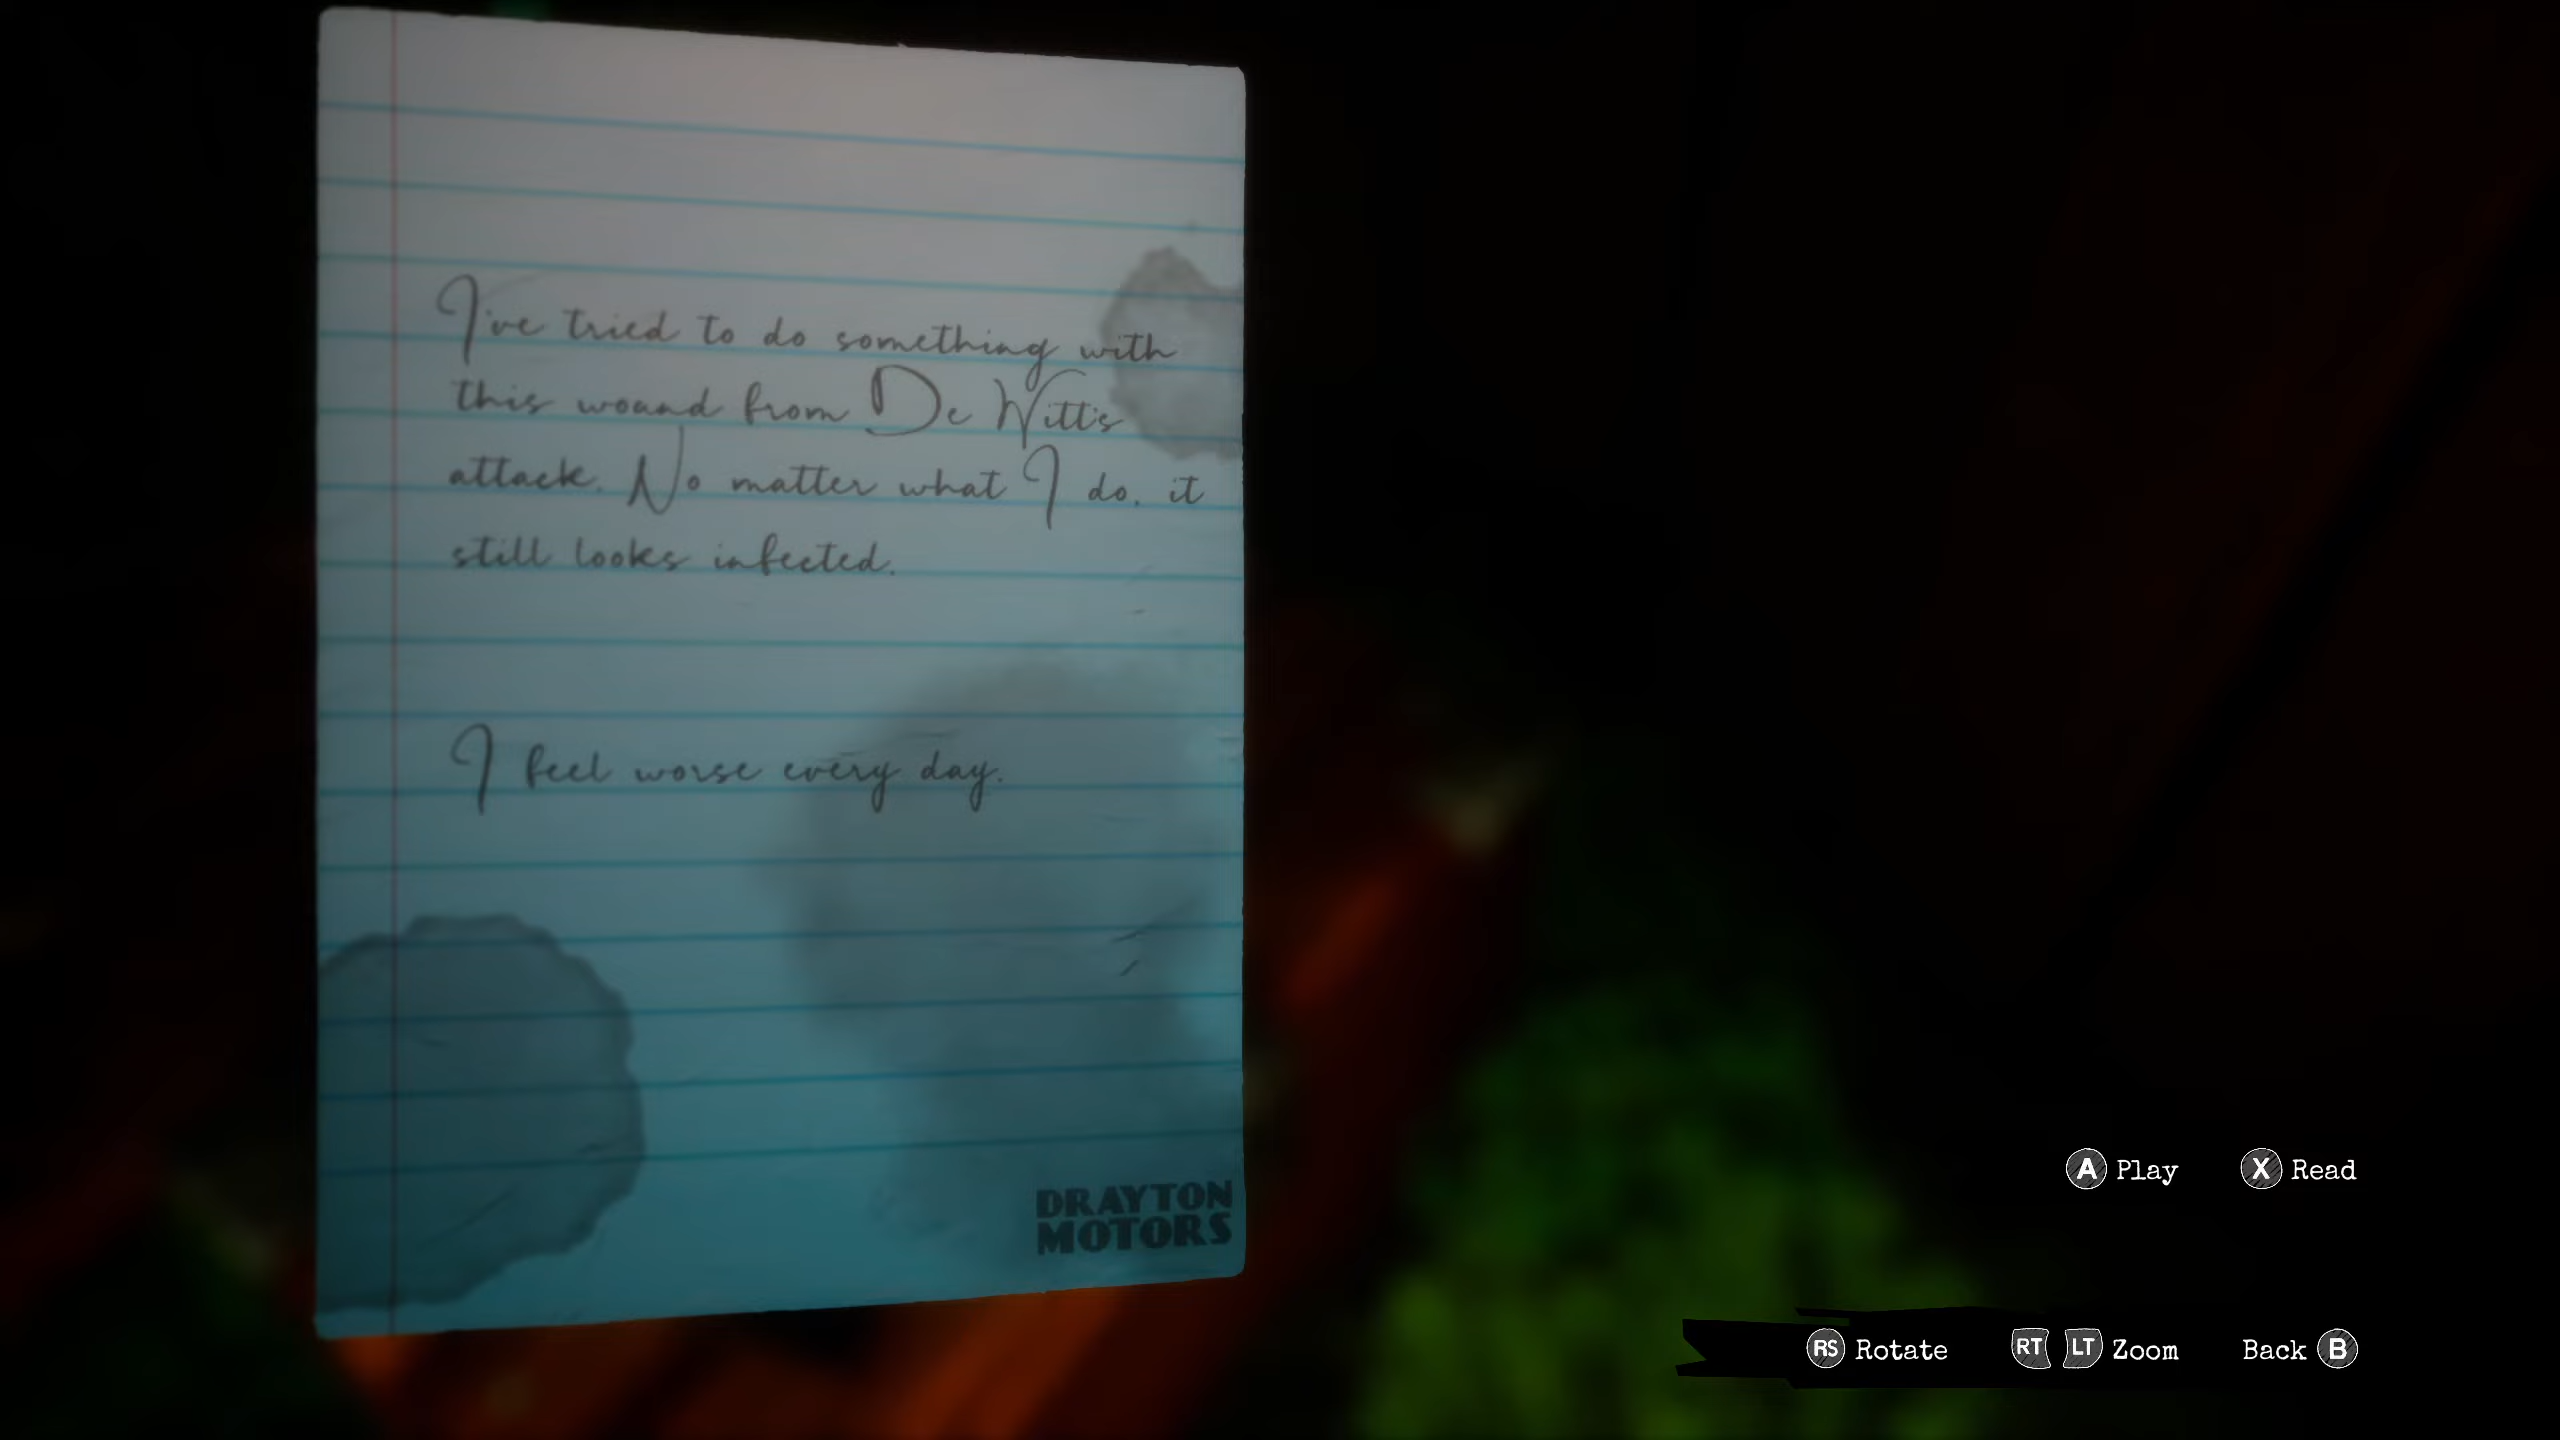 I've tried to do something with
this wound from De Witt's
attack. No matter what I do, it
still looks infected.
I feel worse every day.
DRAYTON
MOTORS
A Play X Read
RS Rotate RT LT Zoom Back B